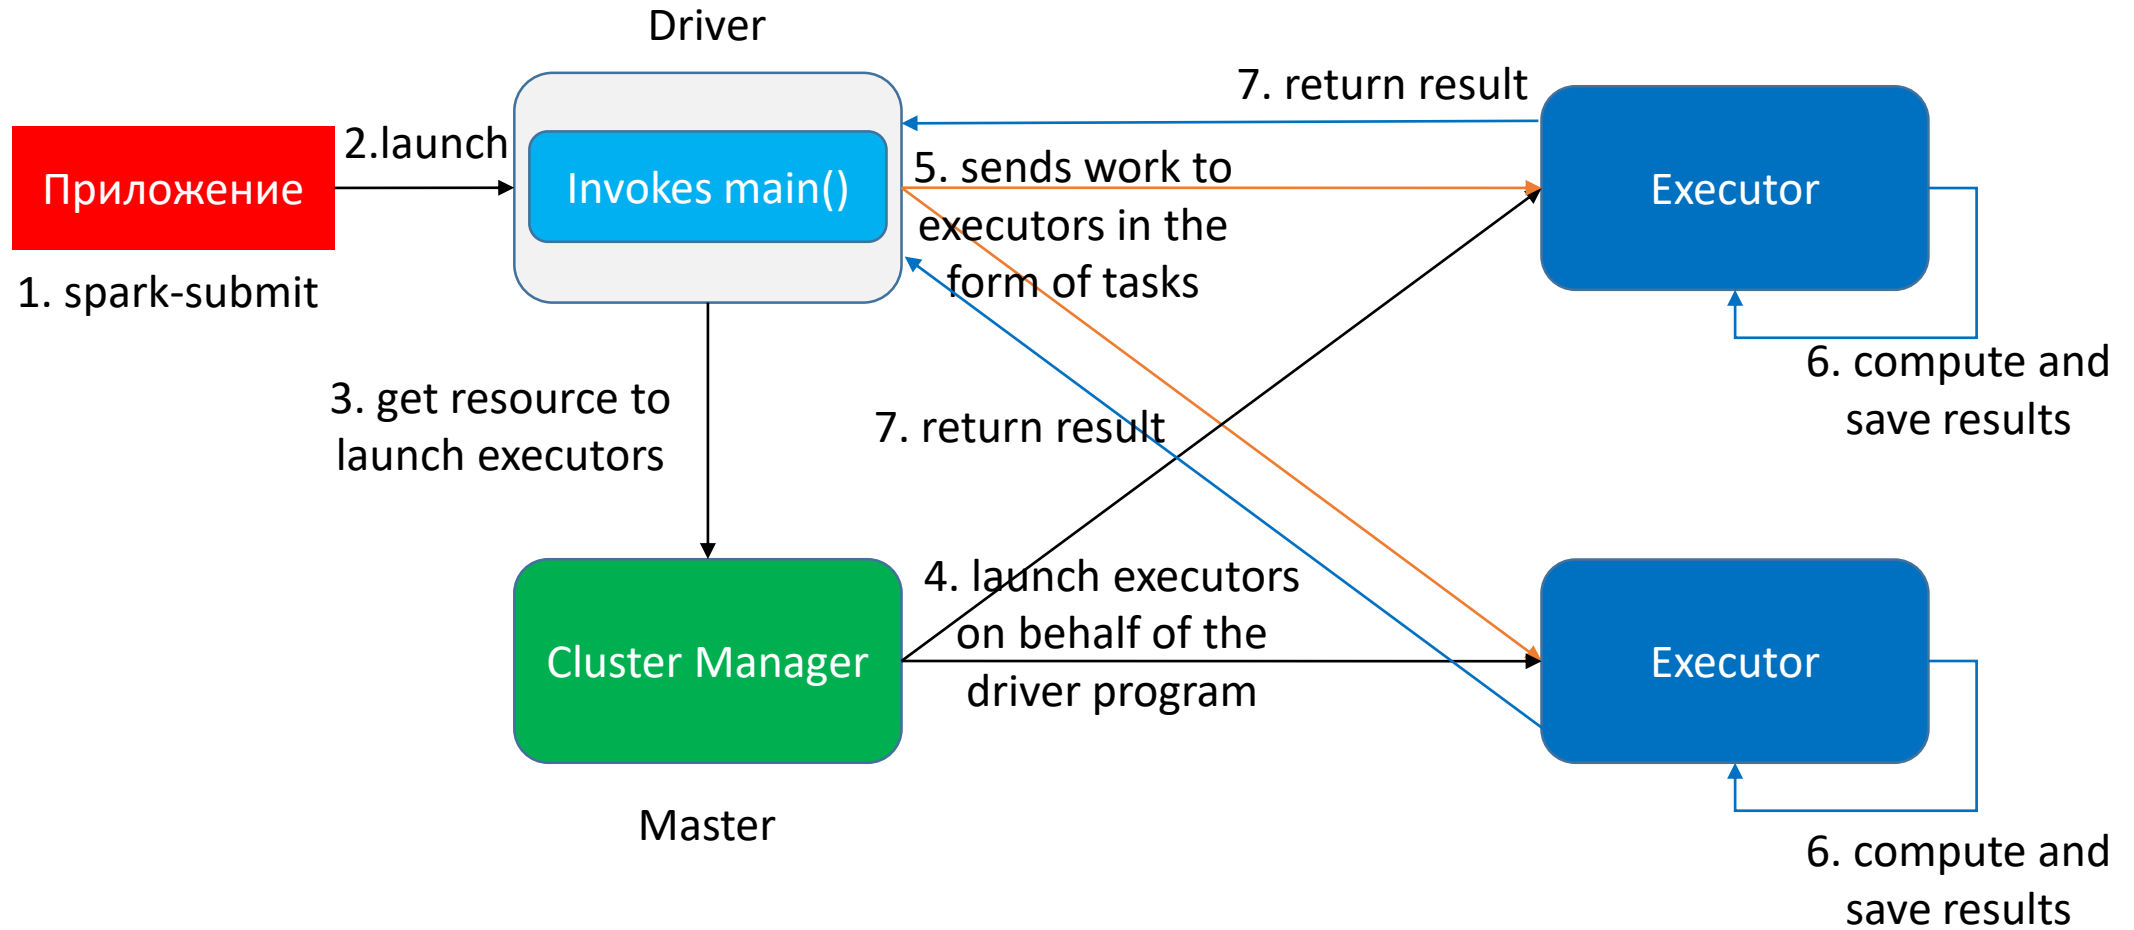 Driver
7. return result
2.launch
Приложение
Invokes main()
5. sends work to
executors in the
form of tasks
Executor
1. spark-submit
6. compute and
save results
3. get resource to
launch executors
7. return result
4. launch executors
on behalf of the
driver program
Cluster Manager
Executor
Master
6. compute and
save results